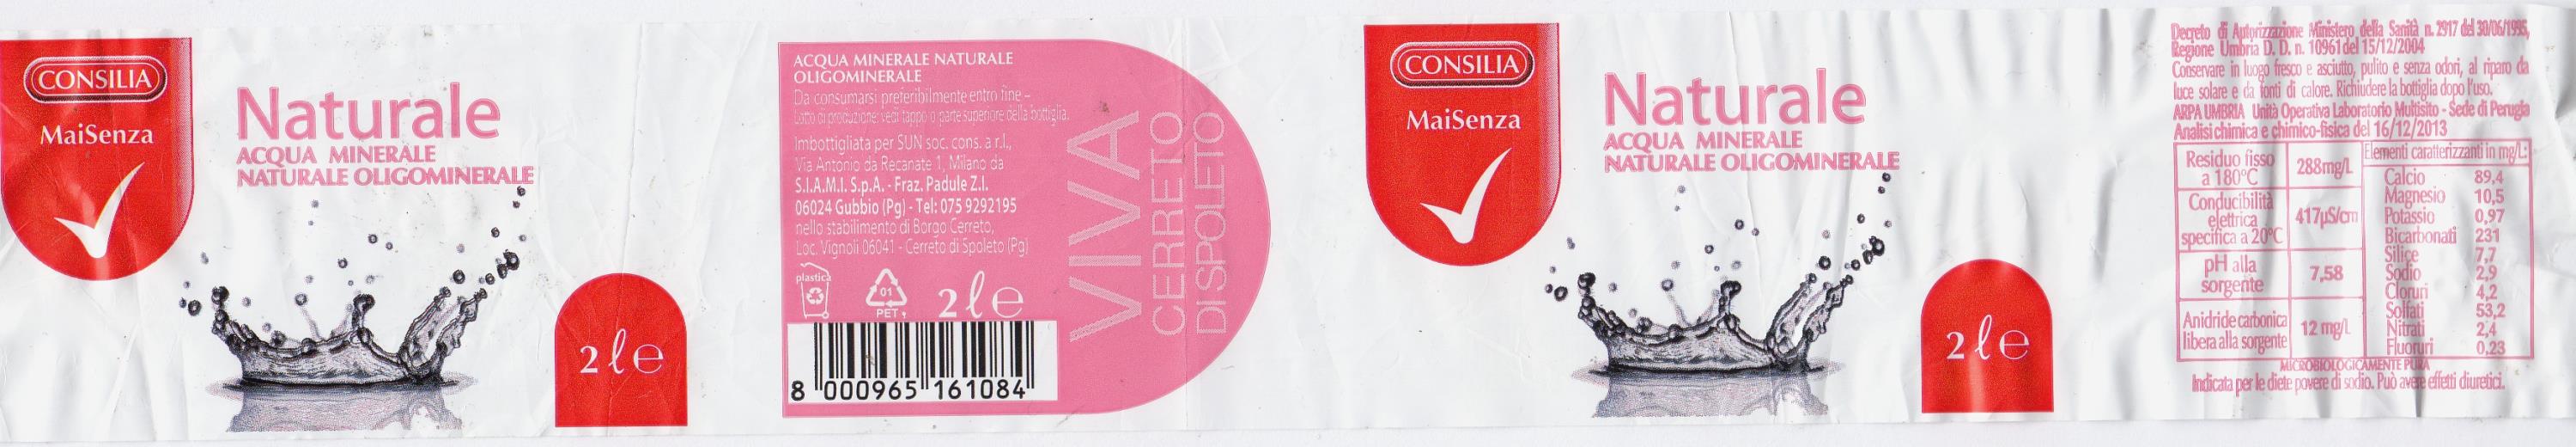 CONSILIA
MaiSenza
Naturale
ACQUA MINERALE
NATURALE OLIGOMINERALE
2 ℓ e
ACQUA MINERALE NATURALE
OLIGOMINERALE
Da consumarsi preferibilmente entro fine –
Lotto di produzione: vedi tappo o parte superiore della bottiglia.
Imbottigliata per SUN soc. cons. a r.l.,
Via Antonio da Recanate 1, Milano da
S.I.A.M.I. S.p.A. - Fraz. Padule Z.I.
06024 Gubbio (Pg) - Tel: 075 9292195
nello stabilimento di Borgo Cerreto,
Loc. Vignoli 06041 - Cerreto di Spoleto (Pg)
plastica
01
PET
2 ℓ e
8 000965 161084
VIVA
CERRETO
DI SPOLETO
CONSILIA
MaiSenza
Naturale
ACQUA MINERALE
NATURALE OLIGOMINERALE
2 ℓ e
Decreto di Autorizzazione Ministero della Sanità n. 2917 del 30/06/1995,
Regione Umbria D. D. n. 10961 del 15/12/2004
Conservare in luogo fresco e asciutto, pulito e senza odori, al riparo da
luce solare e da fonti di calore. Richiudere la bottiglia dopo l'uso.
ARPA UMBRIA Unità Operativa Laboratorio Multisito - Sede di Perugia
Analisi chimica e chimico-fisica del 16/12/2013
Residuo fisso
a 180°C
288mg/L
Conducibilità
elettrica
specifica a 20°C
417µS/cm
pH alla
sorgente
7,58
Anidride carbonica
libera alla sorgente
12 mg/l
Elementi caratterizzanti in mg/L:
Calcio 89,4
Magnesio 10,5
Potassio 0,97
Bicarbonati 231
Silice 7,7
Sodio 2,9
Cloruri 4,2
Solfati 53,2
Nitrati 2,4
Fluoruri 0,23
MICROBIOLOGICAMENTE PURA
Indicata per le diete povere di sodio. Può avere effetti diuretici.